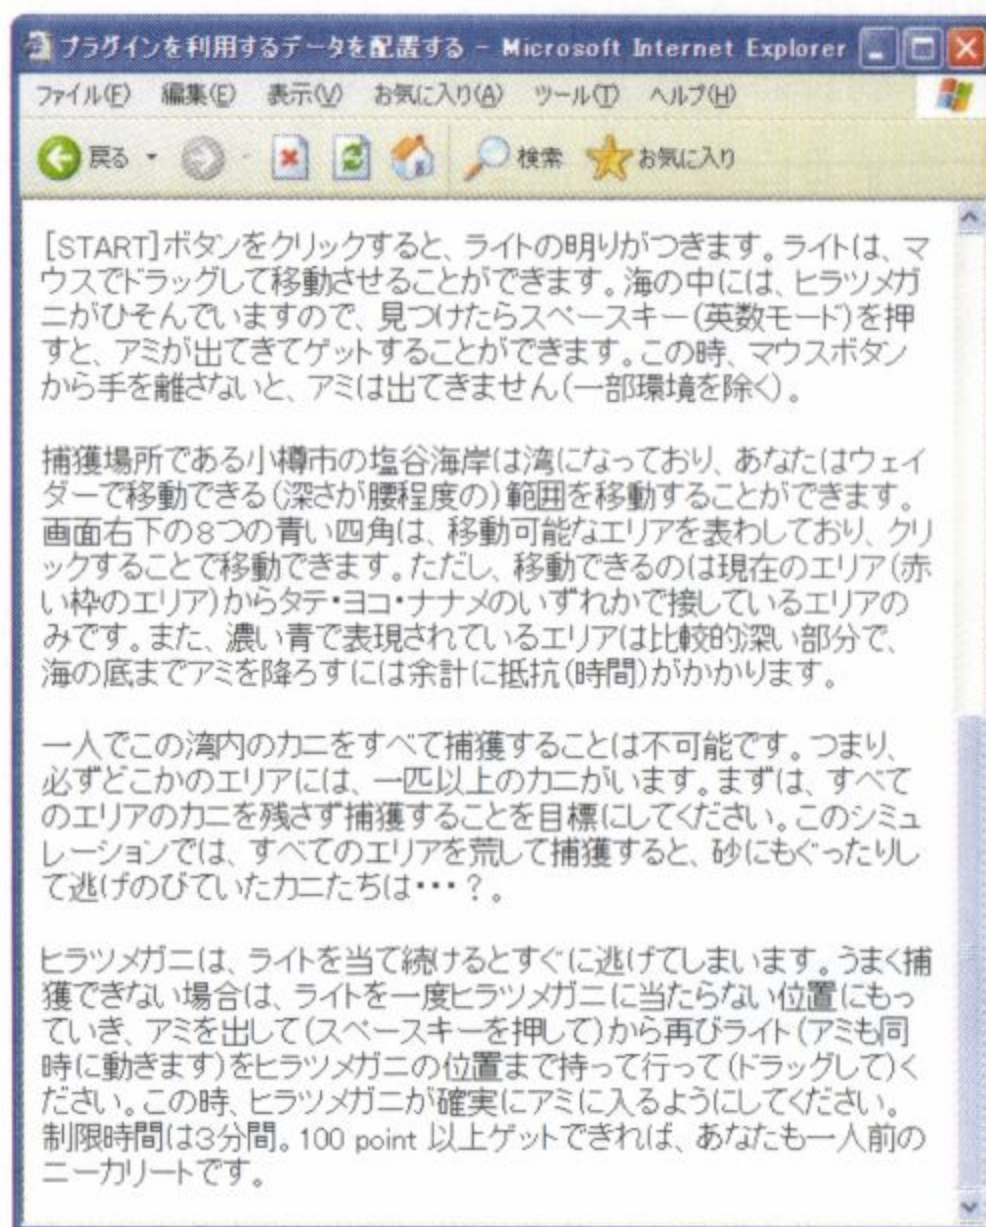 プラグインを利用するデータを配置する - Microsoft Internet Explorer
ファイル(F) 編集(E) 表示(V) お気に入り(A) ツール(T) ヘルプ(H)
戻る 検索 お気に入り
[START]ボタンをクリックすると、ライトの明りがつきます。ライトは、マ
ウスでドラッグして移動させることができます。海の中には、ヒラツメガ
ニがひそんでいますので、見つけたらスペースキー(英数モード)を押
すと、アミが出てきてゲットすることができます。この時、マウスボタン
から手を離さないと、アミは出てきません(一部環境を除く)。
捕獲場所である小樽市の塩谷海岸は湾になっており、あなたはウェイ
ダーで移動できる(深さが腰程度の)範囲を移動することができます。
画面右下の8つの青い四角は、移動可能なエリアを表わしており、クリ
ックすることで移動できます。ただし、移動できるのは現在のエリア(赤
い枠のエリア)からタテ・ヨコ・ナナメのいずれかで接しているエリアの
みです。また、濃い青で表現されているエリアは比較的深い部分で、
海の底までアミを降ろすには余計に抵抗(時間)がかかります。
一人でこの湾内のカニをすべて捕獲することは不可能です。つまり、
必ずどこかのエリアには、一匹以上のカニがいます。まずは、すべて
のエリアのカニを残さず捕獲することを目標にしてください。このシミュ
レーションでは、すべてのエリアを荒して捕獲すると、砂にもぐったりし
て逃げのびていたカニたちは・・・?。
ヒラツメガニは、ライトを当て続けるとすぐに逃げてしまいます。うまく捕
獲できない場合は、ライトを一度ヒラツメガニに当たらない位置にもっ
ていき、アミを出して(スペースキーを押して)から再びライト(アミも同
時に動きます)をヒラツメガニの位置まで持って行って(ドラッグして)く
ださい。この時、ヒラツメガニが確実にアミに入るようにしてください。
制限時間は3分間。100 point 以上ゲットできれば、あなたも一人前の
ニーカリートです。